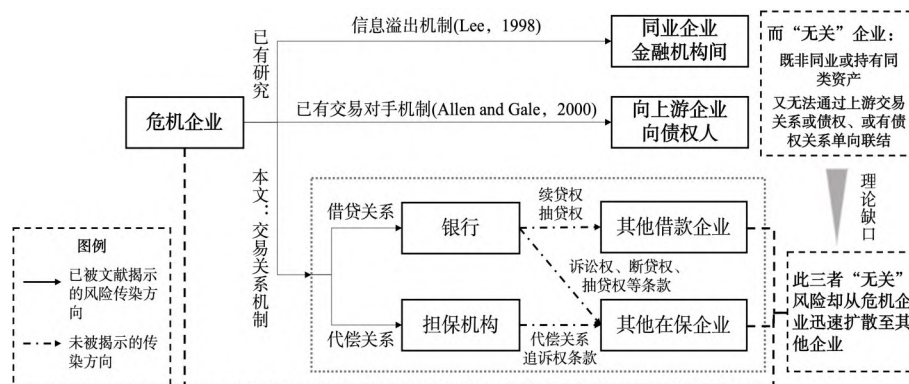 信息溢出机制(Lee，1998)
同业企业
金融机构间
已有研究
危机企业
已有交易对手机制(Allen and Gale，2000)
向上游企业
向债权人
而“无关”企业：
既非同业或持有同
类资产
又无法通过上游交易
关系或债权、或有债
权关系单向联结
理论缺口
本文：交易关系机制
借贷关系
银行
续贷权
抽贷权
其他借款企业
诉讼权、断贷权、
抽贷权等条款
代偿关系
担保机构
代偿关系
追诉权条款
其他在保企业
此三者“无关”
风险却从危机企
业迅速扩散至其
他企业
图例
已被文献揭示
的风险传染方
向
未被揭示的传
染方向